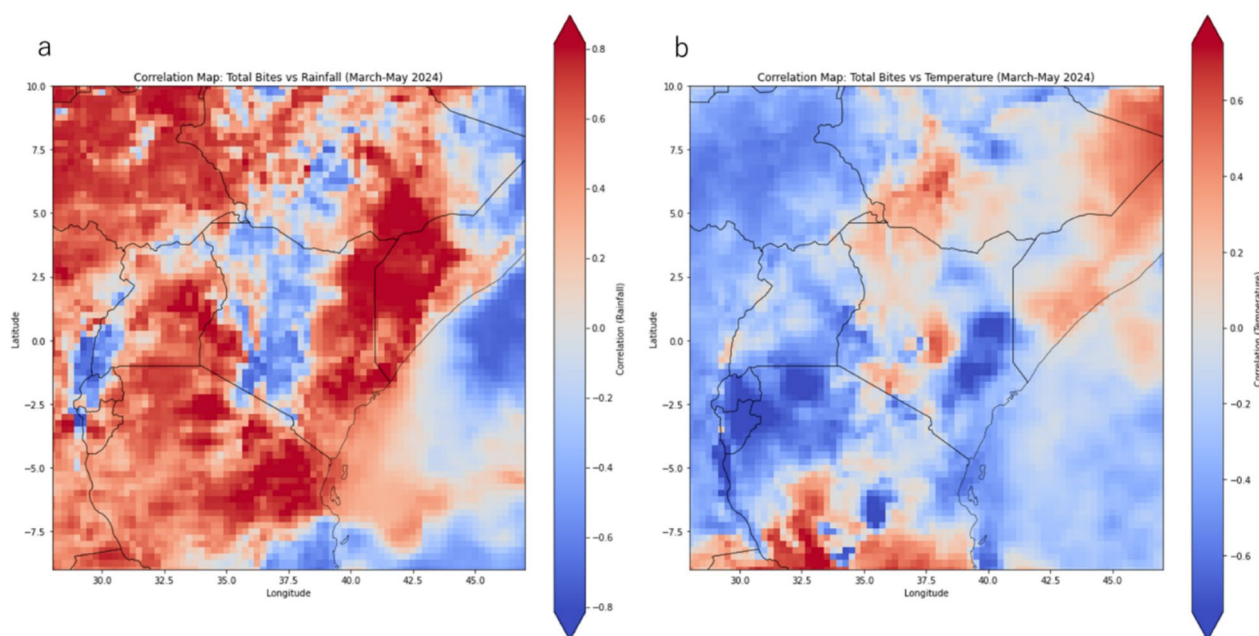 a
Correlation Map: Total Bites vs Rainfall (March-May 2024)
10.0
7.5
5.0
2.5
0.0
−2.5
−5.0
−7.5
Latitude
30.0 32.5 35.0 37.5 40.0 42.5 45.0
Longitude
0.8
0.6
0.4
0.2
0.0
−0.2
−0.4
−0.6
−0.8
Correlation (Rainfall)
b
Correlation Map: Total Bites vs Temperature (March-May 2024)
10.0
7.5
5.0
2.5
0.0
−2.5
−5.0
−7.5
Latitude
30.0 32.5 35.0 37.5 40.0 42.5 45.0
Longitude
0.6
0.4
0.2
0.0
−0.2
−0.4
−0.6
Correlation (Temperature)